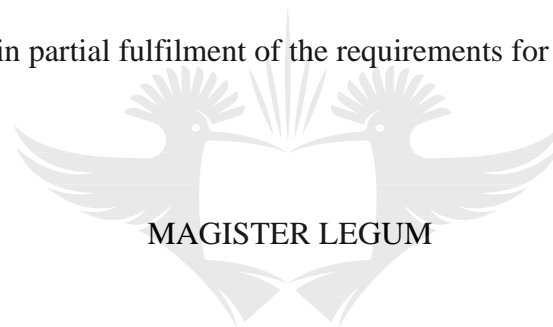 in partial fulfilment of the requirements for
MAGISTER LEGUM